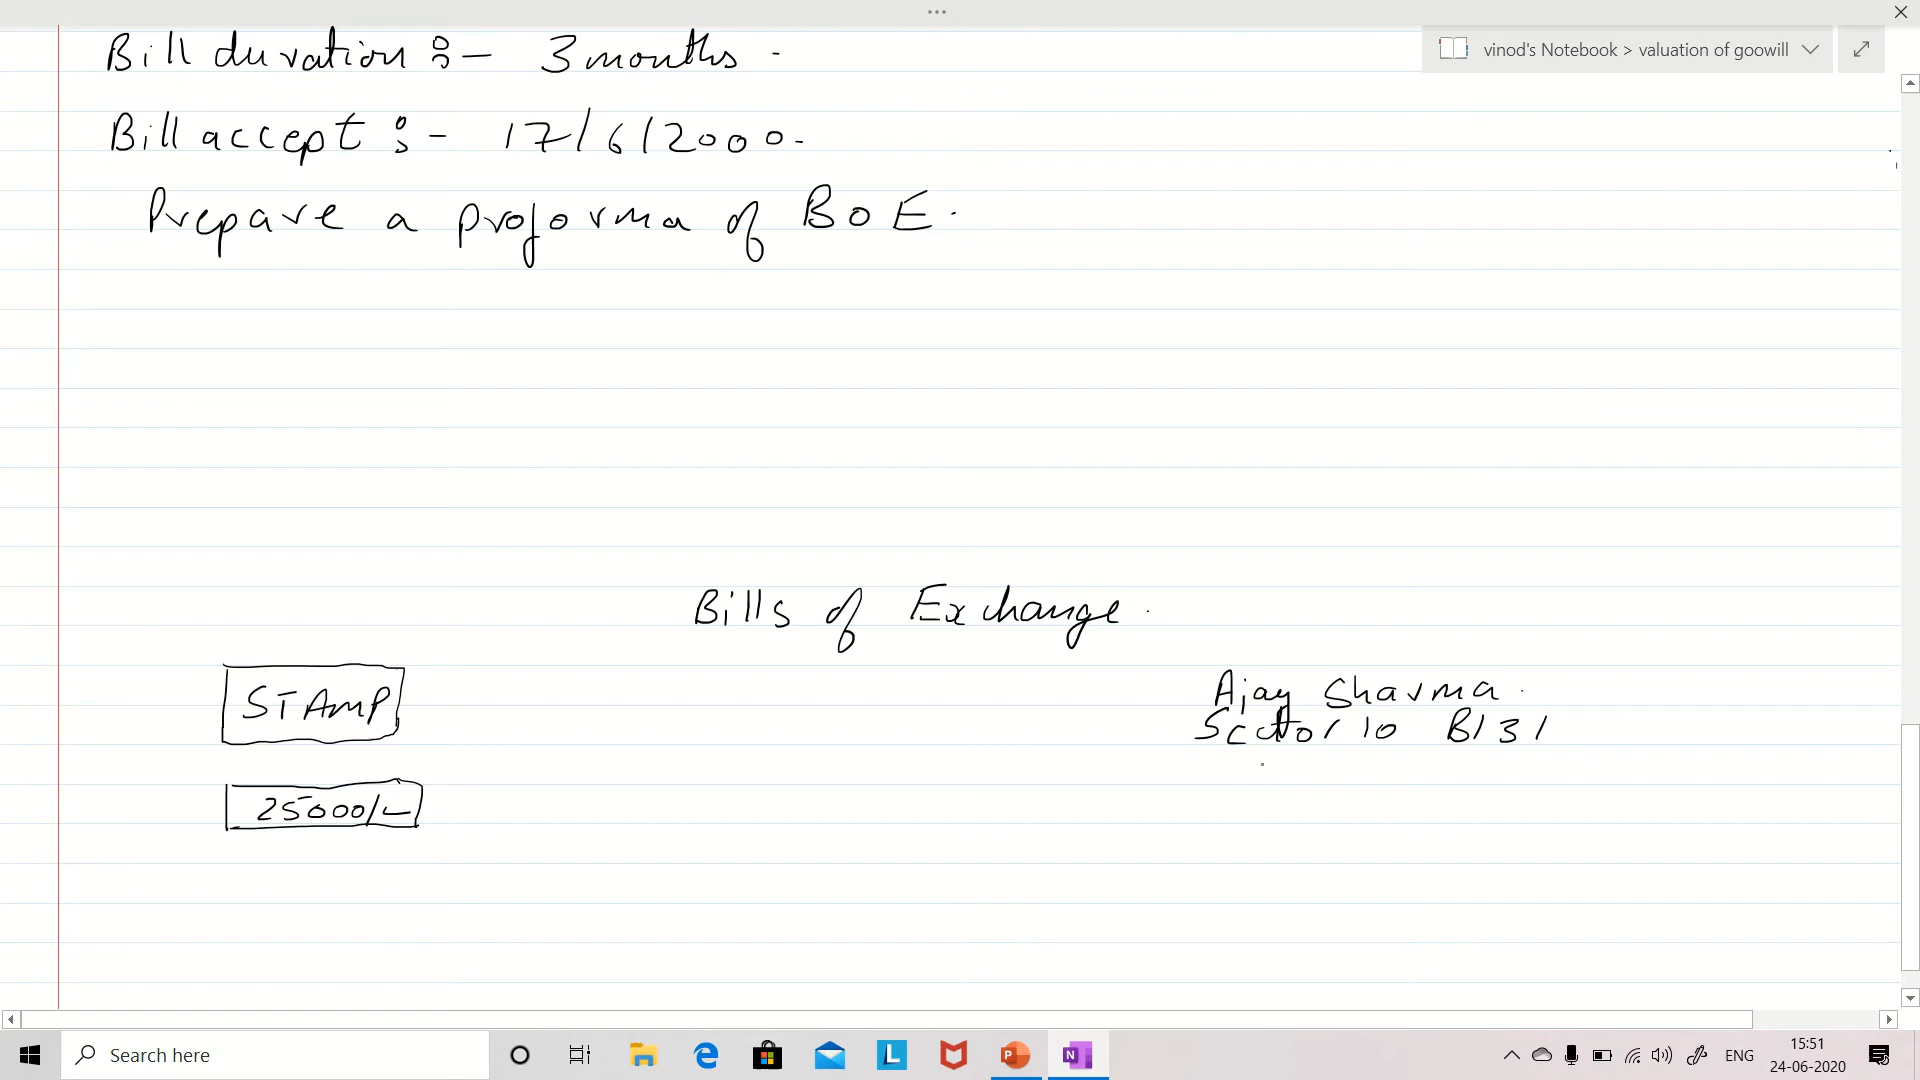 vinod's Notebook > valuation of goowill
Bill duration :- 3 months.
Bill accept :- 17/6/2000.
Prepare a proforma of BoE.
Bills of Exchange.
STAMP
Ajay Sharma.
Sector 10 B131
25000/-
Search here
ENG
15:51
24-06-2020